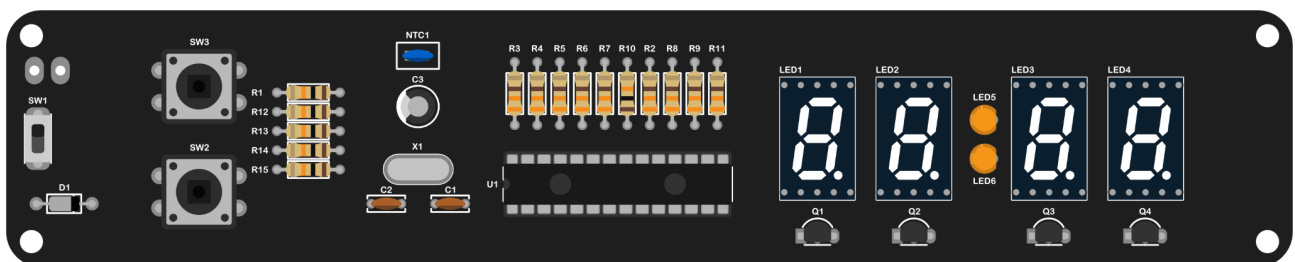 SW3
NTC1
R3 R4 R5 R6 R7 R10 R2 R8 R9 R11
LED1
LED2
LED3
LED4
C3
R1
SW1
LED5
R12
R13
SW2
R14
X1
R15
LED6
U1
D1
C2
C1
Q1
Q2
Q3
Q4